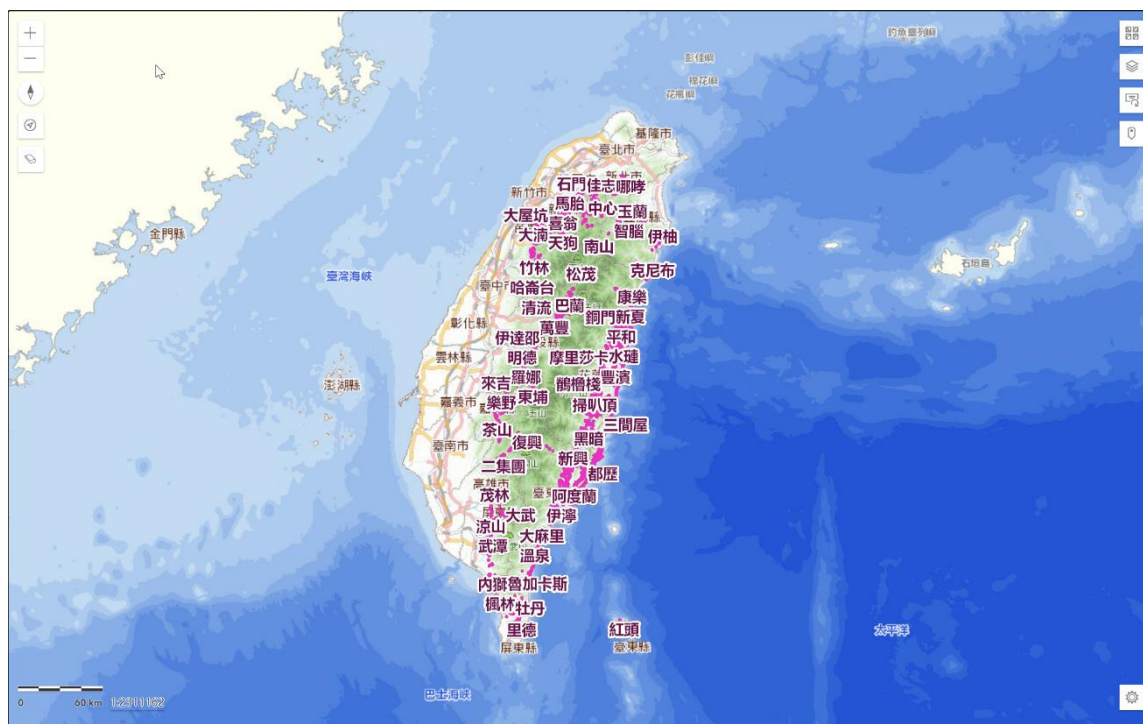 釣魚臺列嶼
彭佳嶼
棉花嶼
花瓶嶼
基隆市
臺北市
新北市
石門 佳志 哪哮
新竹市
馬胎 中心 玉蘭
大屋坑 喜翁
大湳 天狗 南山 智腦 伊柚
金門縣
竹林 松茂 克尼布
石垣島
臺灣海峽
臺中市 哈崙台
清流 巴蘭 康樂
彰化縣 萬豐 銅門 新夏
伊達邵 平和
雲林縣 明德 摩里莎卡 水璉
澎湖縣 來吉 羅娜 鵲櫓棧 豐濱
嘉義市 樂野 東埔 掃叭頂
玉山
茶山 三間屋
臺南市 復興 黑暗
二集團 新興 都歷
高雄市
茂林 阿度蘭
大武 伊濘
涼山 大麻里
武潭 溫泉
內獅 魯加卡斯
楓林 牡丹
里德 紅頭
屏東縣 臺東縣
太平洋
巴士海峽
0 60 km 1:2311162